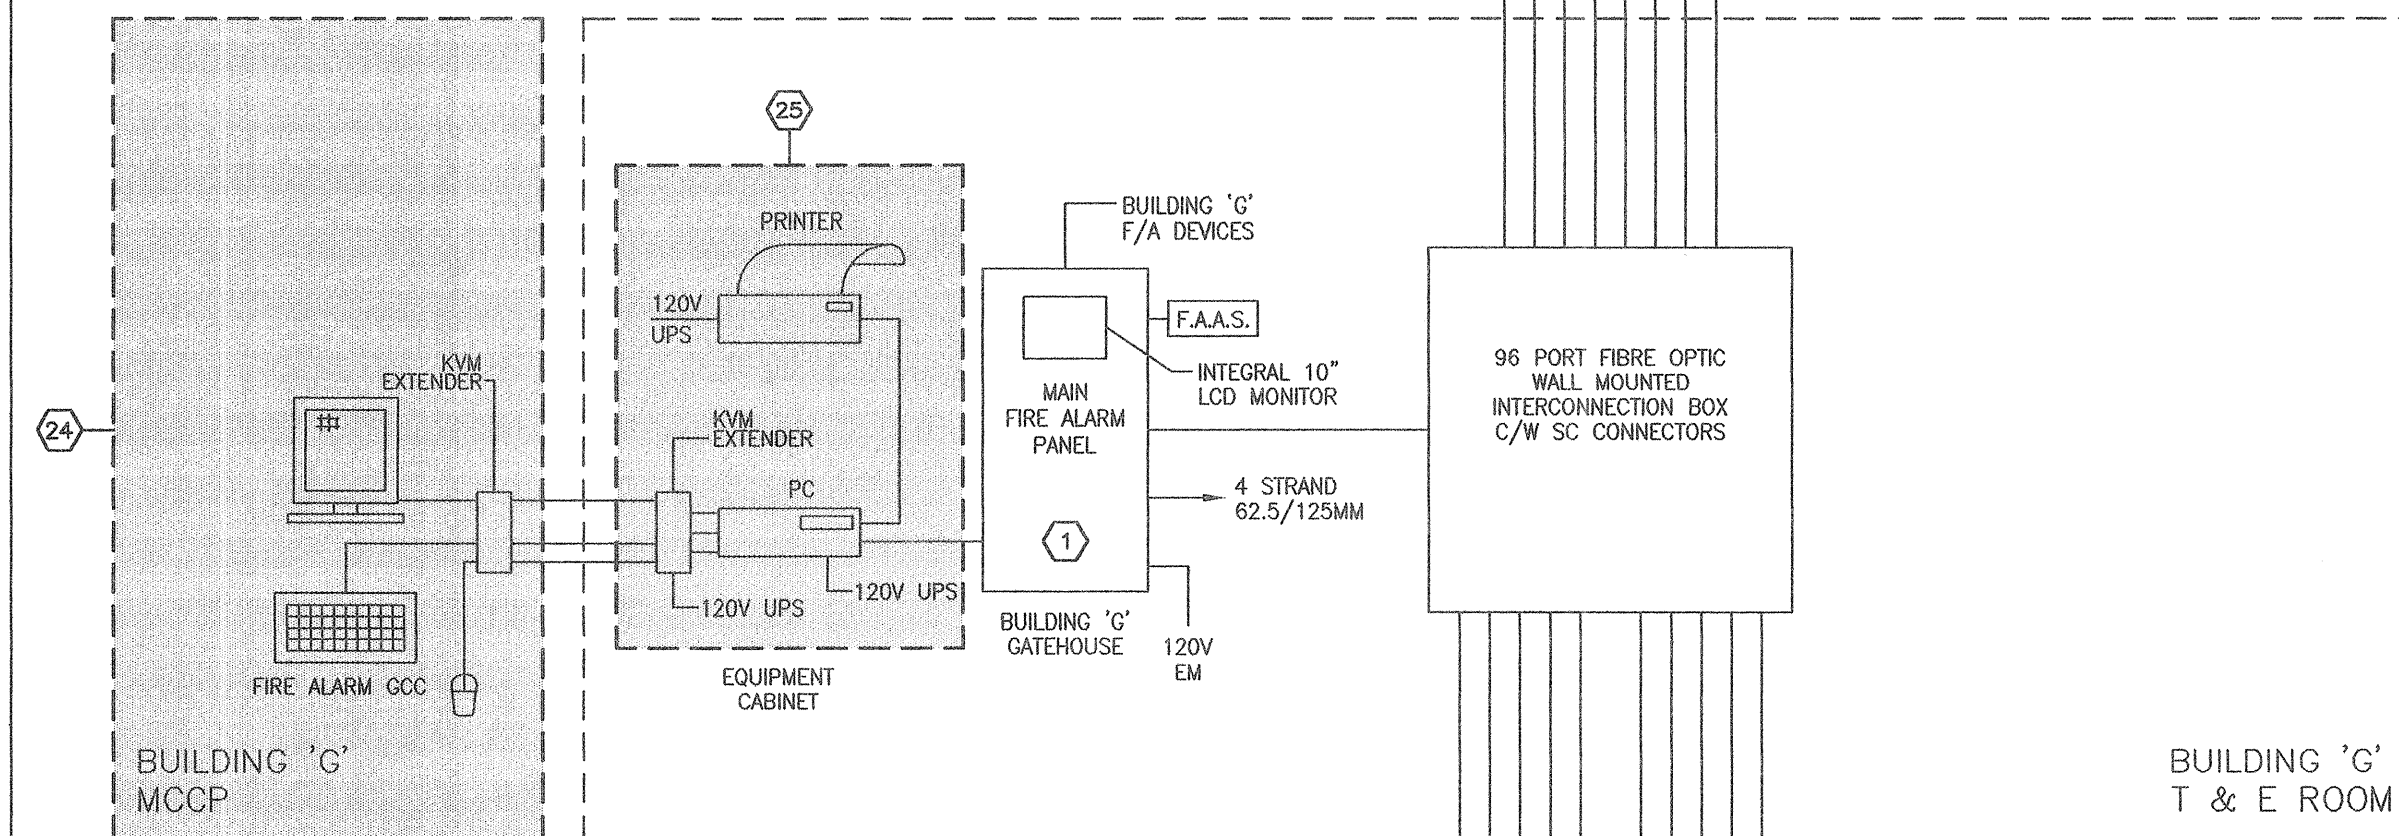 25
PRINTER
120V
UPS
KVM
EXTENDER
24
KVM
EXTENDER
PC
120V UPS
120V UPS
FIRE ALARM GCC
EQUIPMENT
CABINET
BUILDING 'G'
MCCP
BUILDING 'G'
F/A DEVICES
F.A.A.S.
INTEGRAL 10"
LCD MONITOR
MAIN
FIRE ALARM
PANEL
4 STRAND
62.5/125MM
1
BUILDING 'G'
GATEHOUSE
120V
EM
96 PORT FIBRE OPTIC
WALL MOUNTED
INTERCONNECTION BOX
C/W SC CONNECTORS
BUILDING 'G'
T & E ROOM